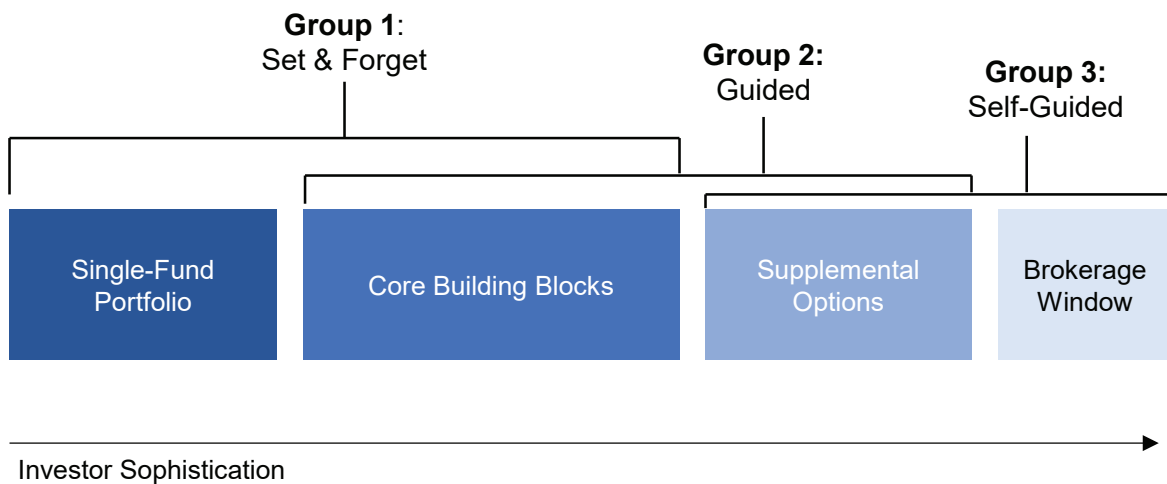 Group 1:
Set & Forget
Group 2:
Guided
Group 3:
Self-Guided
Single-Fund
Portfolio
Core Building Blocks
Supplemental
Options
Brokerage
Window
Investor Sophistication